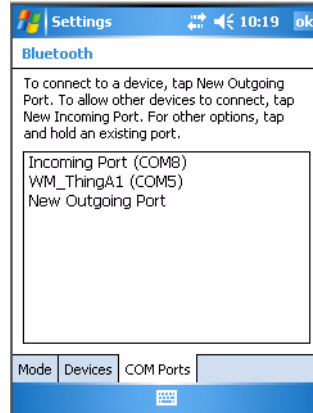 Settings 10:19 ok
Bluetooth
To connect to a device, tap New Outgoing
Port. To allow other devices to connect, tap
New Incoming Port. For other options, tap
and hold an existing port.
Incoming Port (COM8)
WM_ThingA1 (COM5)
New Outgoing Port
Mode Devices COM Ports